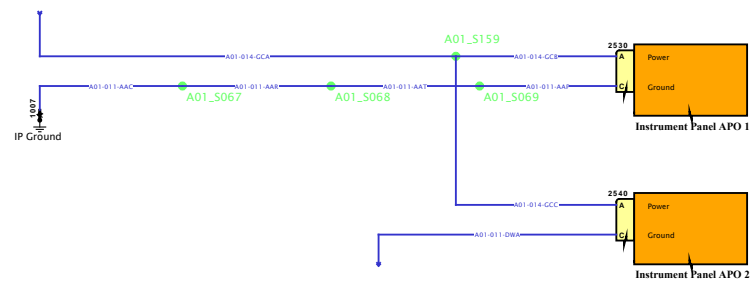 A01_S159
2530
A01-014-GCA
A01-014-GCB
A
Power
A01-011-AAC
A01-011-AAR
A01-011-AAT
A01-011-AAP
C
Ground
A01_S067
A01_S068
A01_S069
1007
IP Ground
Instrument Panel APO 1
2540
A01-014-GCC
A
Power
A01-011-DWA
C
Ground
Instrument Panel APO 2